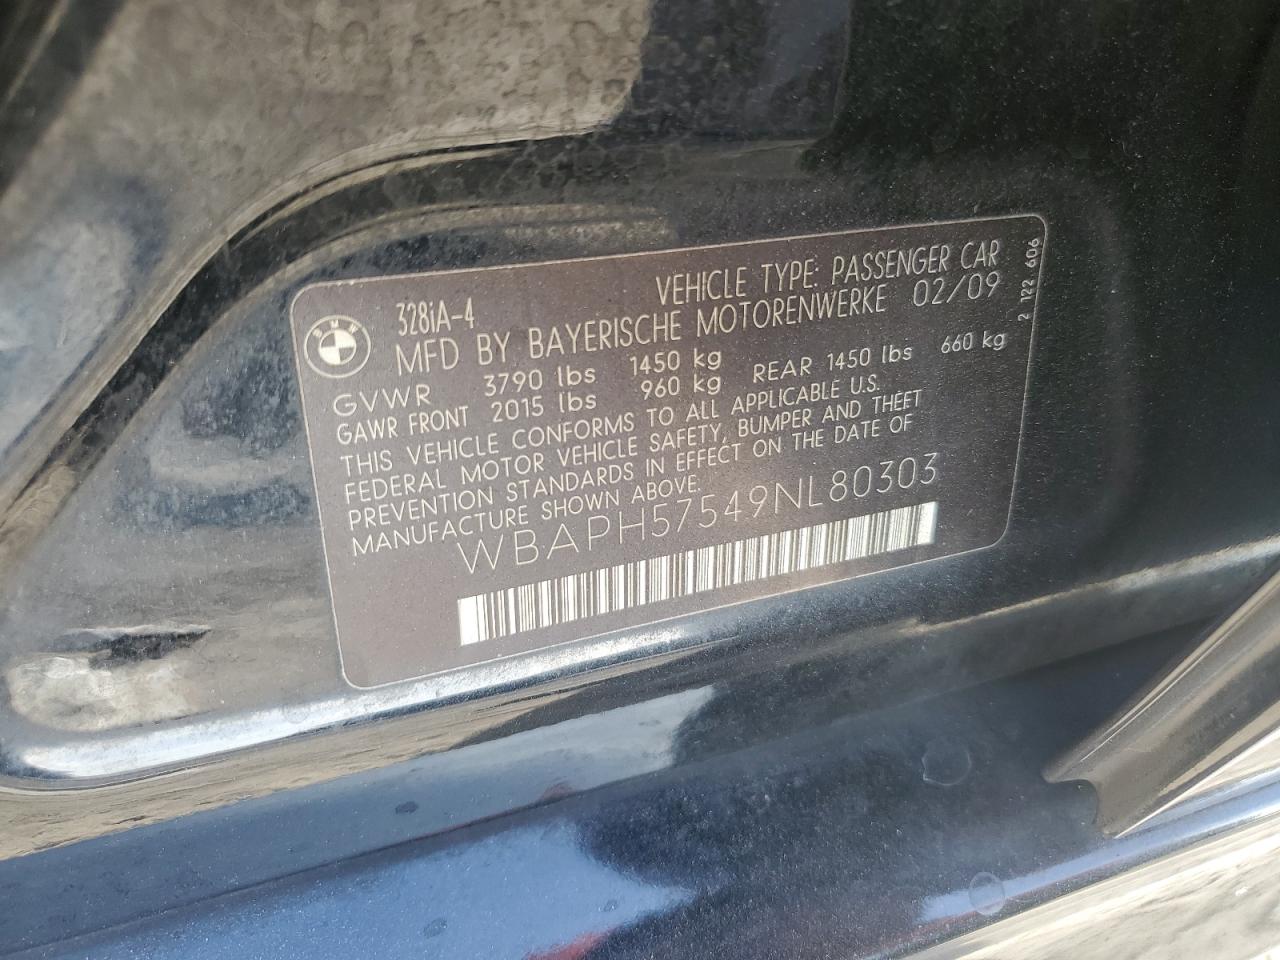 BMW
328iA-4
VEHICLE TYPE: PASSENGER CAR
MFD BY BAYERISCHE MOTORENWERKE 02/09
GVWR 3790 lbs 1450 kg
GAWR FRONT 2015 lbs 960 kg REAR 1450 lbs 660 kg
THIS VEHICLE CONFORMS TO ALL APPLICABLE U.S.
FEDERAL MOTOR VEHICLE SAFETY, BUMPER AND THEFT
PREVENTION STANDARDS IN EFFECT ON THE DATE OF
MANUFACTURE SHOWN ABOVE.
WBAPH57549NL80303
2 122 606